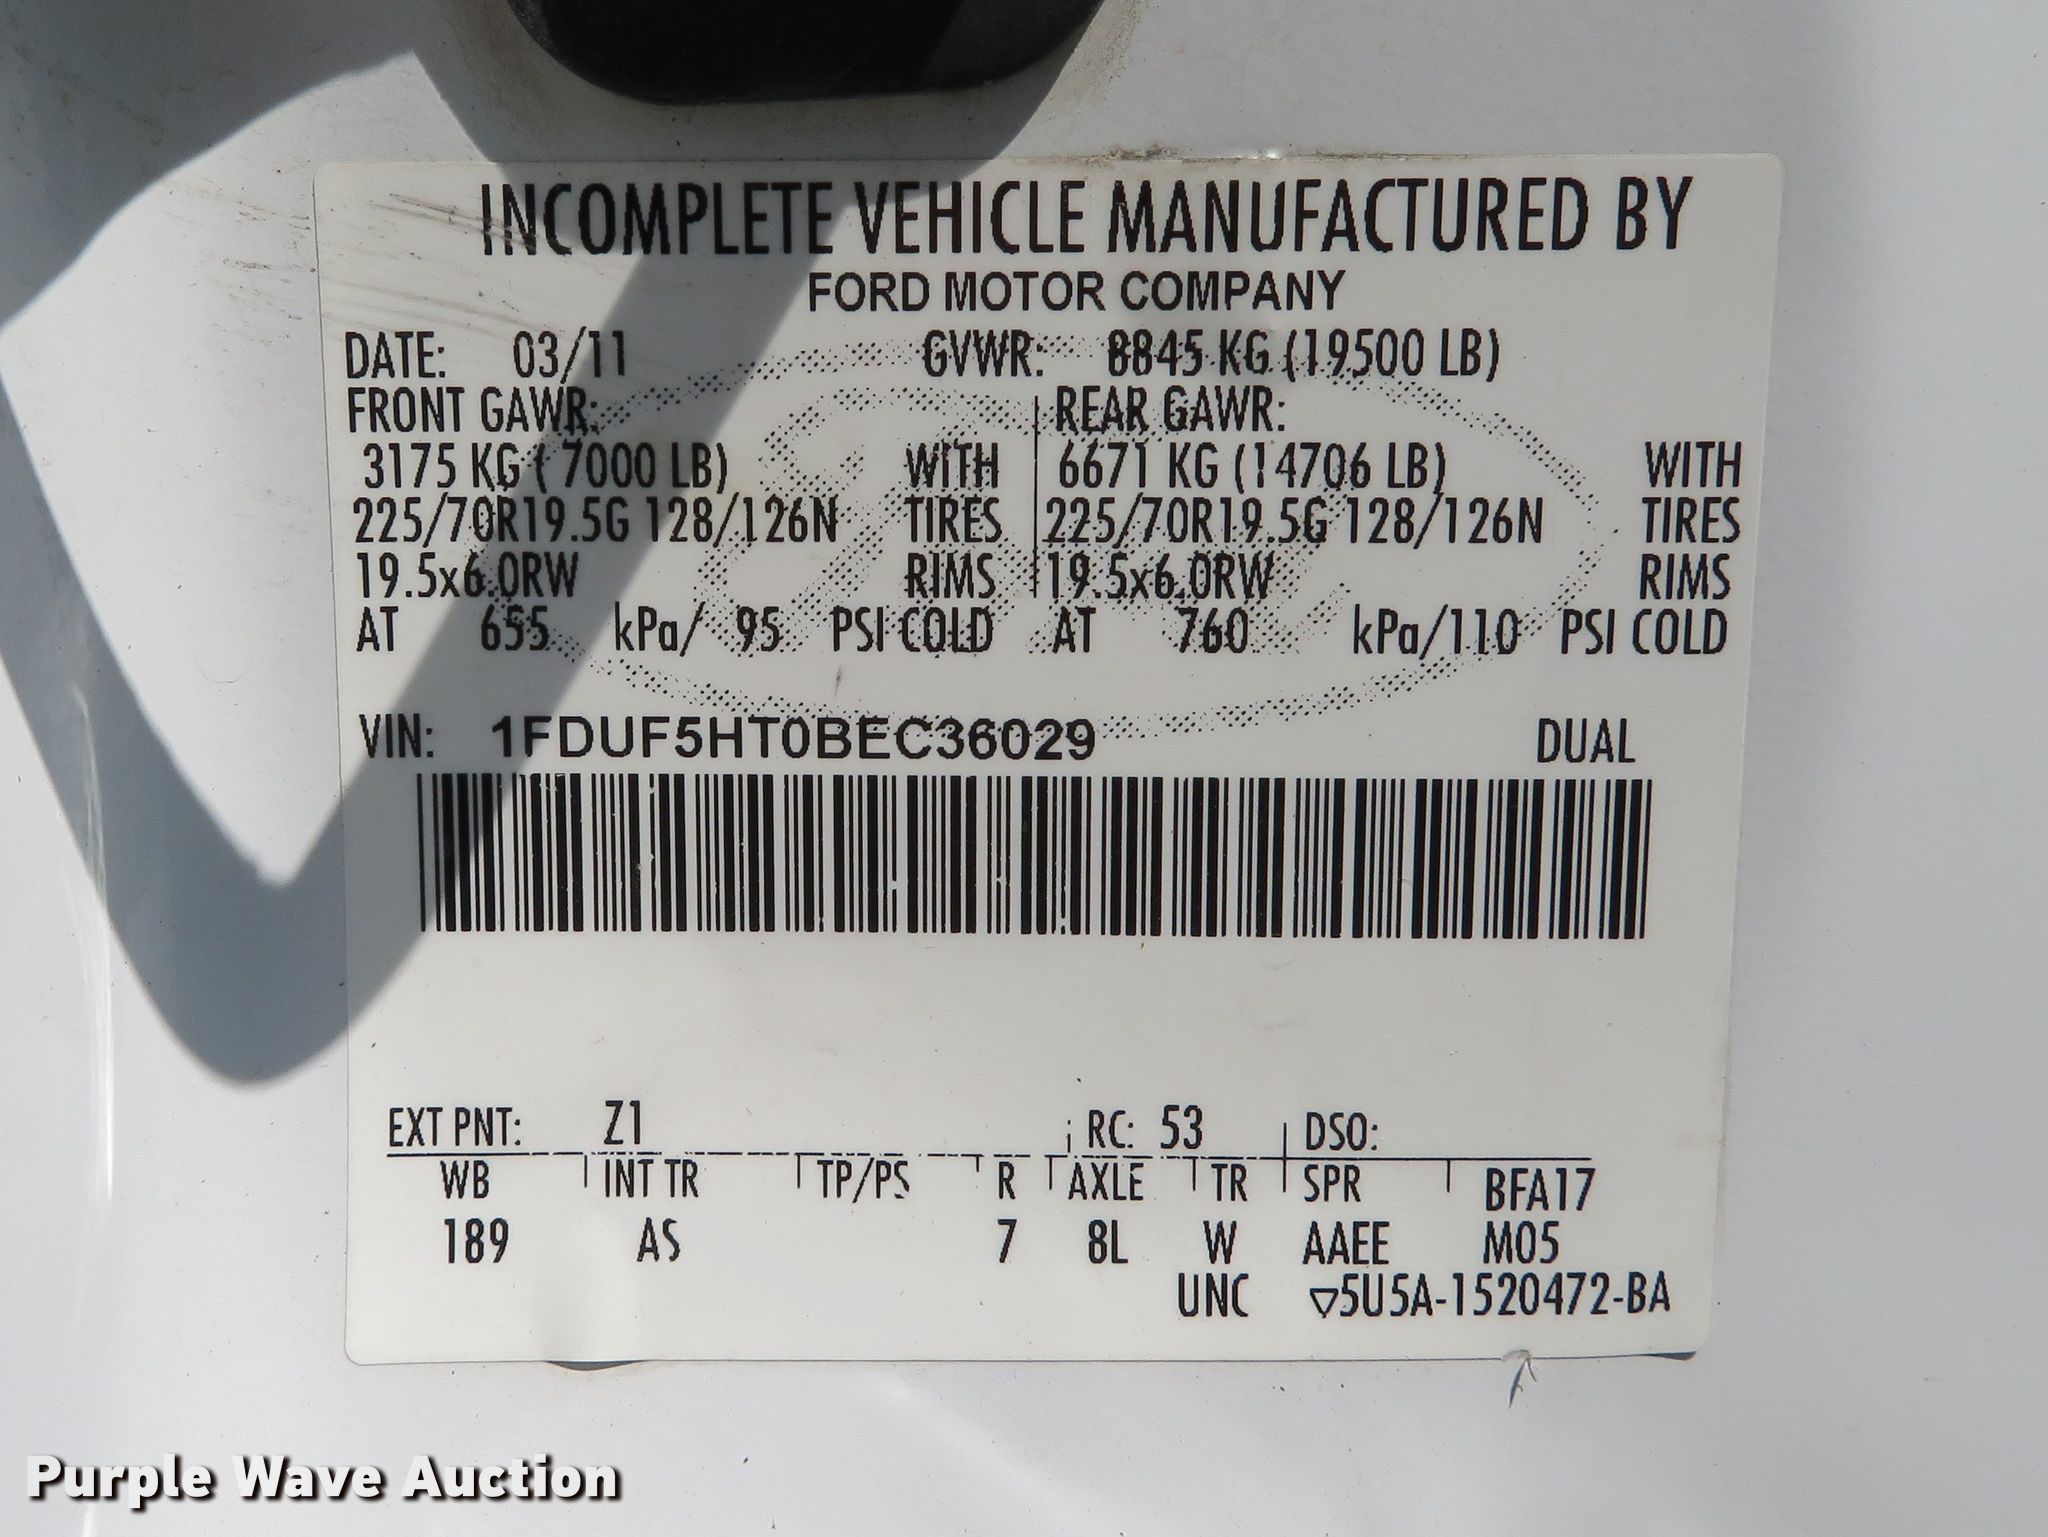 INCOMPLETE VEHICLE MANUFACTURED BY
FORD MOTOR COMPANY
DATE: 03/11 GVWR: 8845 KG (19500 LB)
FRONT GAWR: REAR GAWR:
3175 KG ( 7000 LB) WITH 6671 KG (14706 LB) WITH
225/70R19.5G 128/126N TIRES 225/70R19.5G 128/126N TIRES
19.5x6.0RW RIMS 19.5x6.0RW RIMS
AT 655 kPa/ 95 PSI COLD AT 760 kPa/110 PSI COLD
VIN: 1FDUF5HT0BEC36029 DUAL
EXT PNT: Z1 RC: 53 DSO:
WB INT TR TP/PS R AXLE TR SPR BFA17
189 AS 7 8L W AAEE M05
UNC ▽5U5A-1520472-BA
Purple Wave Auction